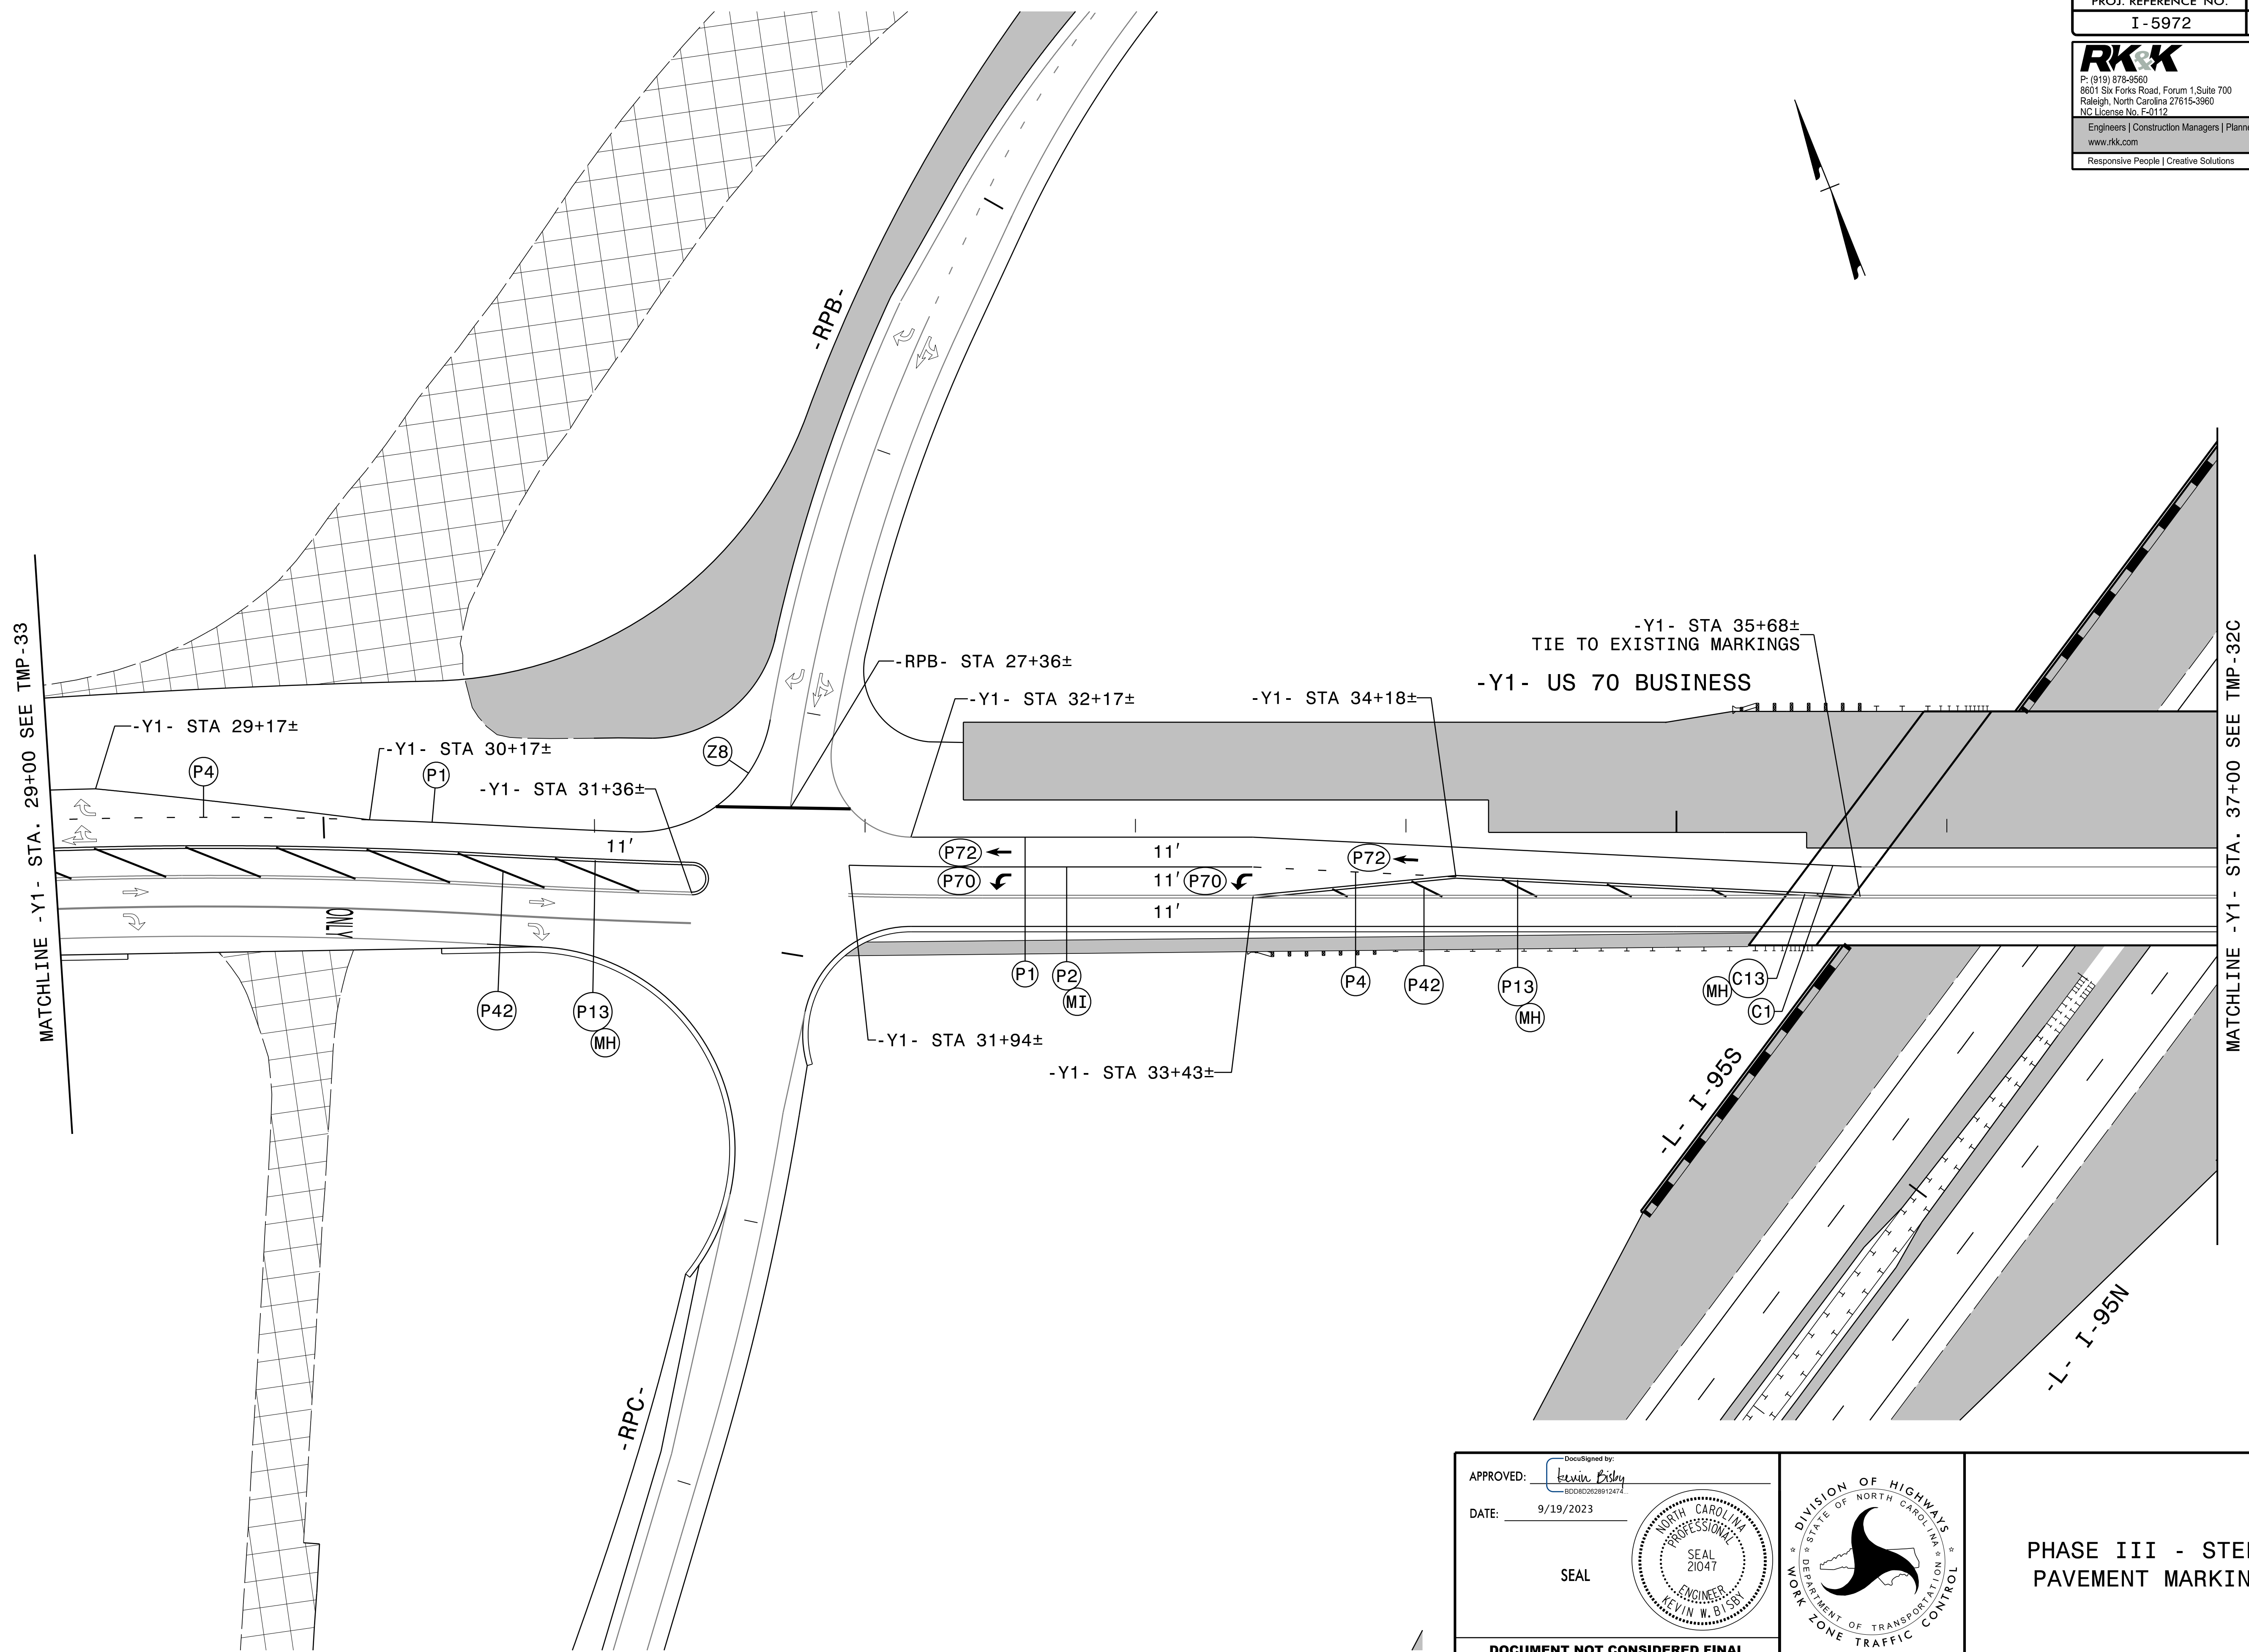 PROJ. REFERENCE NO.
I-5972
RK&K
P: (919) 878-9560
8601 Six Forks Road, Forum 1,Suite 700
Raleigh, North Carolina 27615-3960
NC License No. F-0112
Engineers | Construction Managers |
www.rkk.com
Responsive People | Creative Solutions
-RPB-
MATCHLINE -Y1- STA. 29+00 SEE TMP-33
-Y1- STA 35+68±
TIE TO EXISTING MARKINGS
-Y1- US 70 BUSINESS
-RPB- STA 27+36±
-Y1- STA 32+17±
-Y1- STA 34+18±
-Y1- STA 29+17±
-Y1- STA 30+17±
Z8
P4
P1
-Y1- STA 31+36±
11'
P72
11'
P72
P70
11'
P70
ONLY
11'
P42
P13
MH
P1
P2
MI
P4
P42
P13
MH
MH
C13
C1
-Y1- STA 31+94±
-Y1- STA 33+43±
MATCHLINE -Y1- STA. 37+00 SEE TMP-32C
-L- I-95S
-L- I-95N
-RPC-
APPROVED:
DocuSigned by:
Kevin Bisby
BDD8D2628912474...
DATE: 9/19/2023
SEAL
NORTH CAROLINA
PROFESSIONAL
SEAL
21047
ENGINEER
KEVIN W. BISBY
DIVISION OF HIGHWAYS
STATE OF NORTH CAROLINA
DEPARTMENT OF TRANSPORTATION
WORK ZONE TRAFFIC CONTROL
PHASE III -
PAVEMENT
DOCUMENT NOT CONSIDERED FINAL